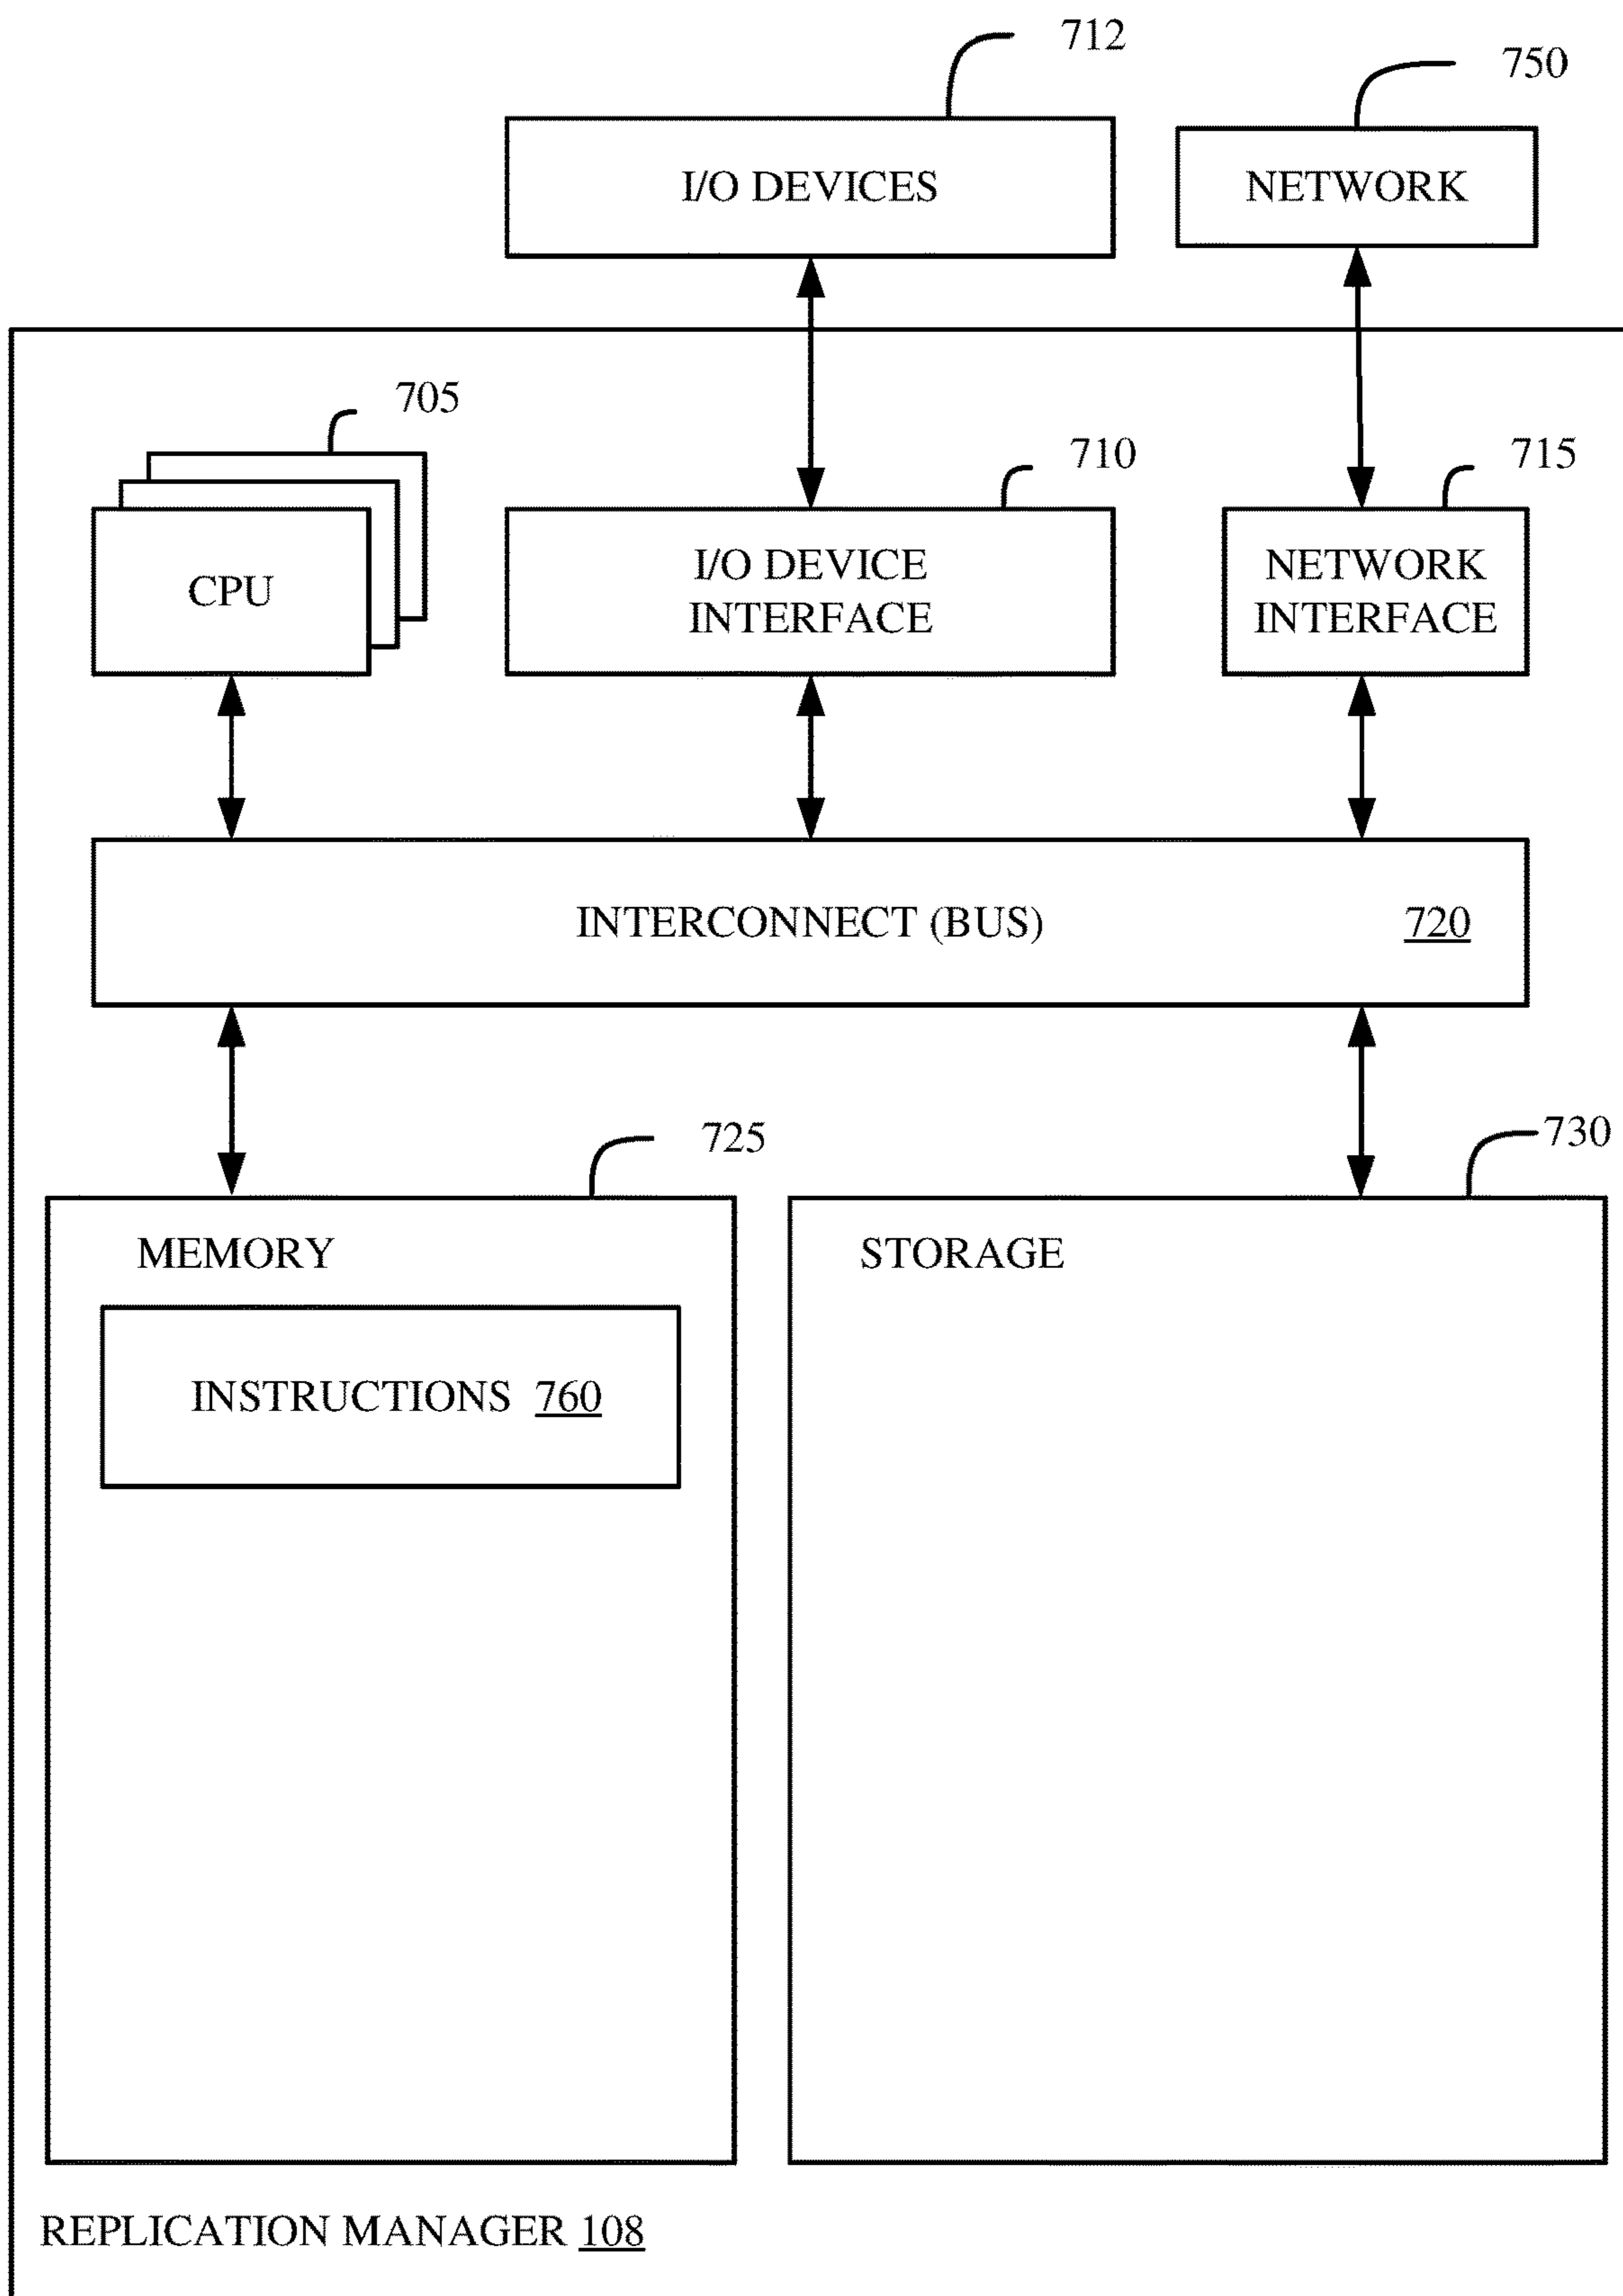 712
750
I/O DEVICES
NETWORK
705
710
715
CPU
I/O DEVICE
INTERFACE
NETWORK
INTERFACE
INTERCONNECT (BUS) 720
725
730
MEMORY
STORAGE
INSTRUCTIONS 760
REPLICATION MANAGER 108